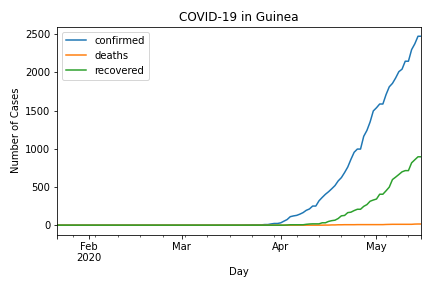 COVID-19 in Guinea
confirmed
deaths
recovered
Number of Cases
2500
2000
1500
1000
500
0
Feb
2020
Mar
Apr
May
Day